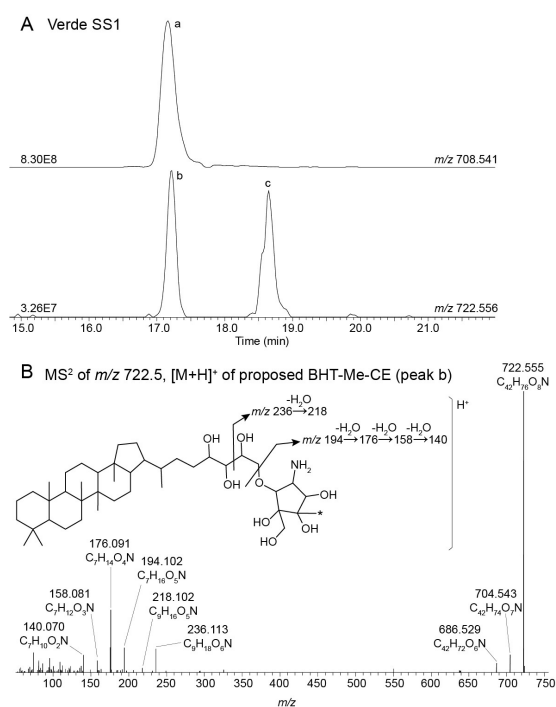 A Verde SS1
a
8.30E8
m/z 708.541
b
c
3.26E7
m/z 722.556
15.0 16.0 17.0 18.0 19.0 20.0 21.0
Time (min)
B MS² of m/z 722.5, [M+H]⁺ of proposed BHT-Me-CE (peak b)
722.555
C₄₂H₇₆O₈N
-H₂O
m/z 236→218
H⁺
-H₂O -H₂O -H₂O
m/z 194→176→158→140
OH OH
NH₂
OH OH
O
OH
HO
*
OH
HO
176.091
C₇H₁₄O₄N
194.102
C₇H₁₆O₅N
158.081
C₇H₁₂O₃N
218.102
C₉H₁₆O₅N
704.543
C₄₂H₇₄O₇N
140.070
C₇H₁₀O₂N
236.113
C₉H₁₈O₆N
686.529
C₄₂H₇₂O₆N
50 100 150 200 250 300 350 400 450 500 550 600 650 700 750
m/z